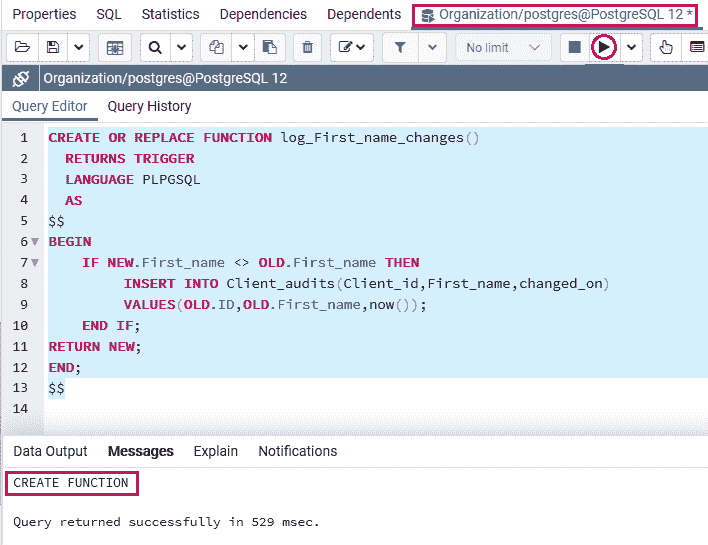 Properties SQL Statistics Dependencies Dependents Organization/postgres@PostgreSQL 12 *
No limit
Organization/postgres@PostgreSQL 12
Query Editor Query History
1 CREATE OR REPLACE FUNCTION log_First_name_changes()
2 RETURNS TRIGGER
3 LANGUAGE PLPGSQL
4 AS
5 $$
6 BEGIN
7 IF NEW.First_name <> OLD.First_name THEN
8 INSERT INTO Client_audits(Client_id,First_name,changed_on)
9 VALUES(OLD.ID,OLD.First_name,now());
10 END IF;
11 RETURN NEW;
12 END;
13 $$
14
Data Output Messages Explain Notifications
CREATE FUNCTION
Query returned successfully in 529 msec.